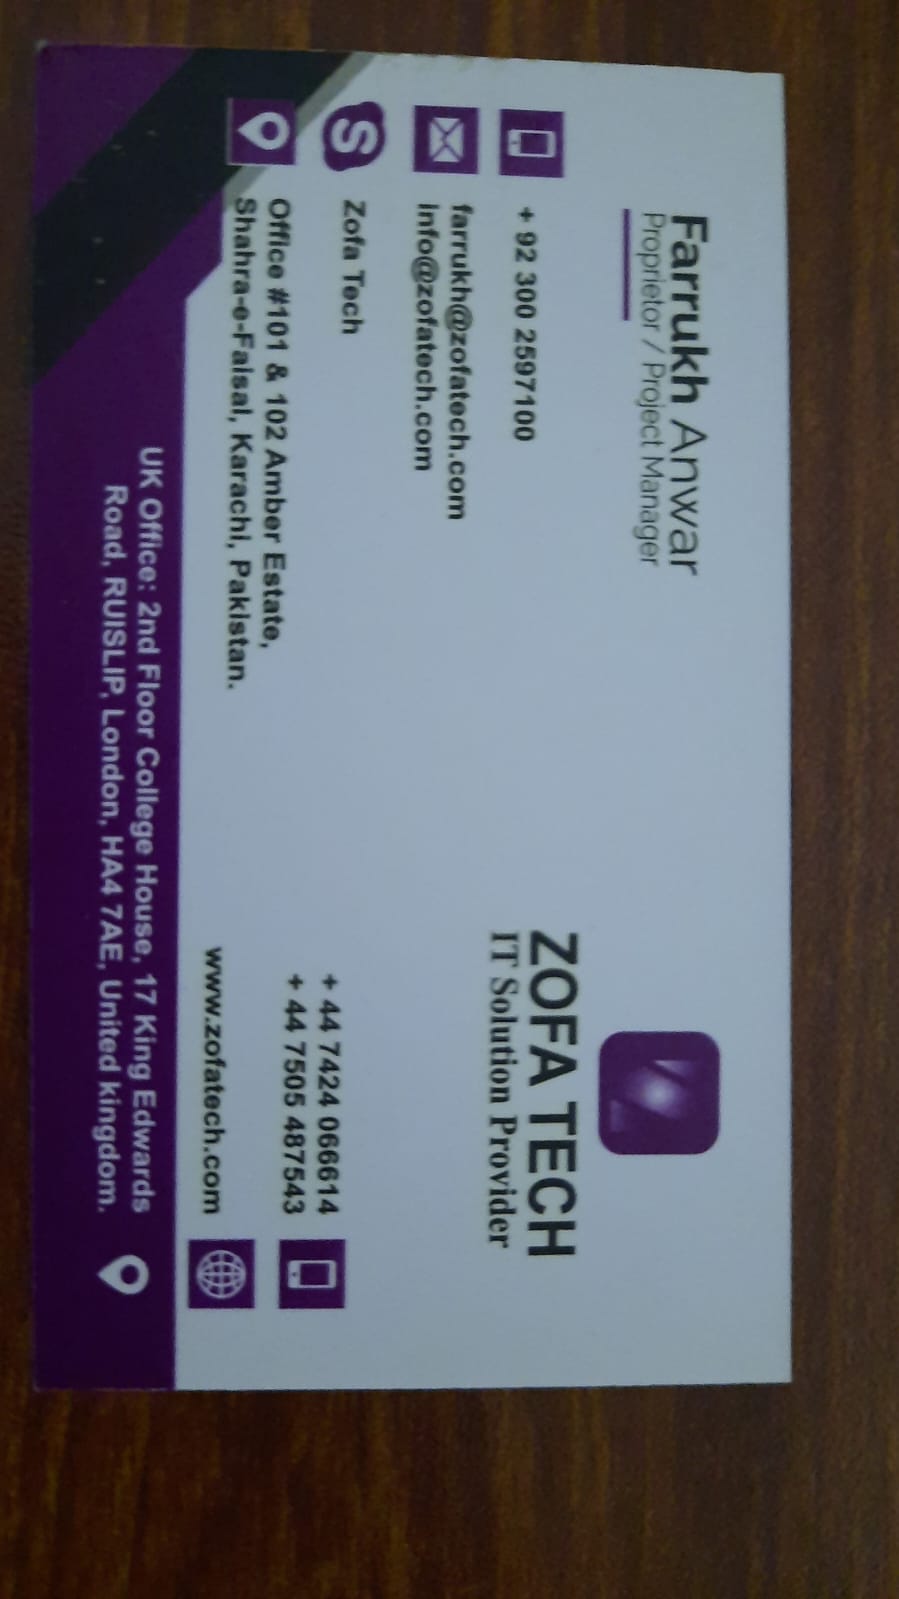 Farrukh Anwar
Proprietor / Project Manager
+ 92 300 2597100
farrukh@zofatech.com
info@zofatech.com
Zofa Tech
Office #101 & 102 Amber Estate,
Shahra-e-Faisal, Karachi, Pakistan.
ZOFA TECH
IT Solution Provider
+ 44 7424 066614
+ 44 7505 487543
www.zofatech.com
UK Office: 2nd Floor College House, 17 King Edwards
Road, RUISLIP, London, HA4 7AE, United kingdom.